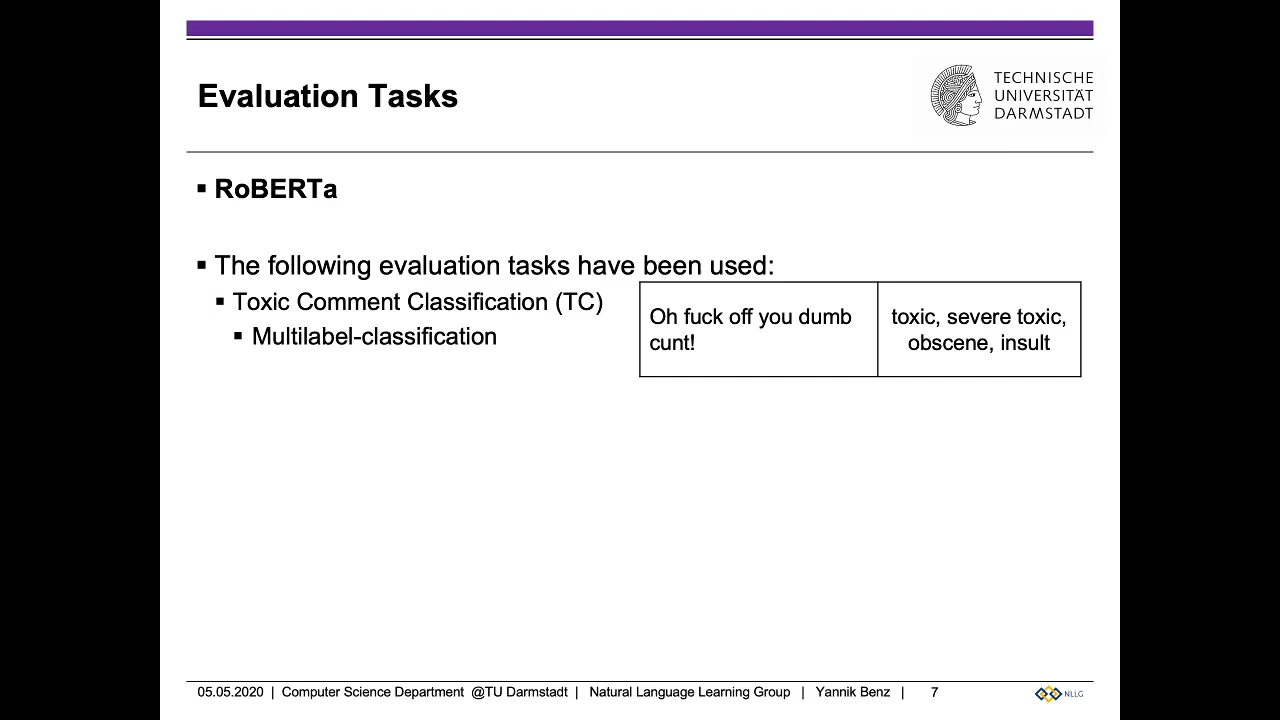 Evaluation Tasks
TECHNISCHE
UNIVERSITÄT
DARMSTADT
▪ RoBERTa
▪ The following evaluation tasks have been used:
▪ Toxic Comment Classification (TC)
▪ Multilabel-classification
Oh fuck off you dumb
cunt!
toxic, severe toxic,
obscene, insult
05.05.2020 | Computer Science Department @TU Darmstadt | Natural Language Learning Group | Yannik Benz | 7
NLLG